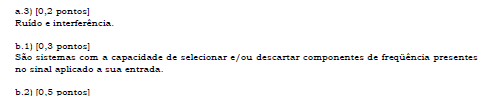 a.3) [0,2 pontos]
Ruído e interferência.
b.1) [0,3 pontos]
São sistemas com a capacidade de selecionar e/ou descartar componentes de freqüência presentes
no sinal aplicado a sua entrada.
b.2) [0,5 pontos]